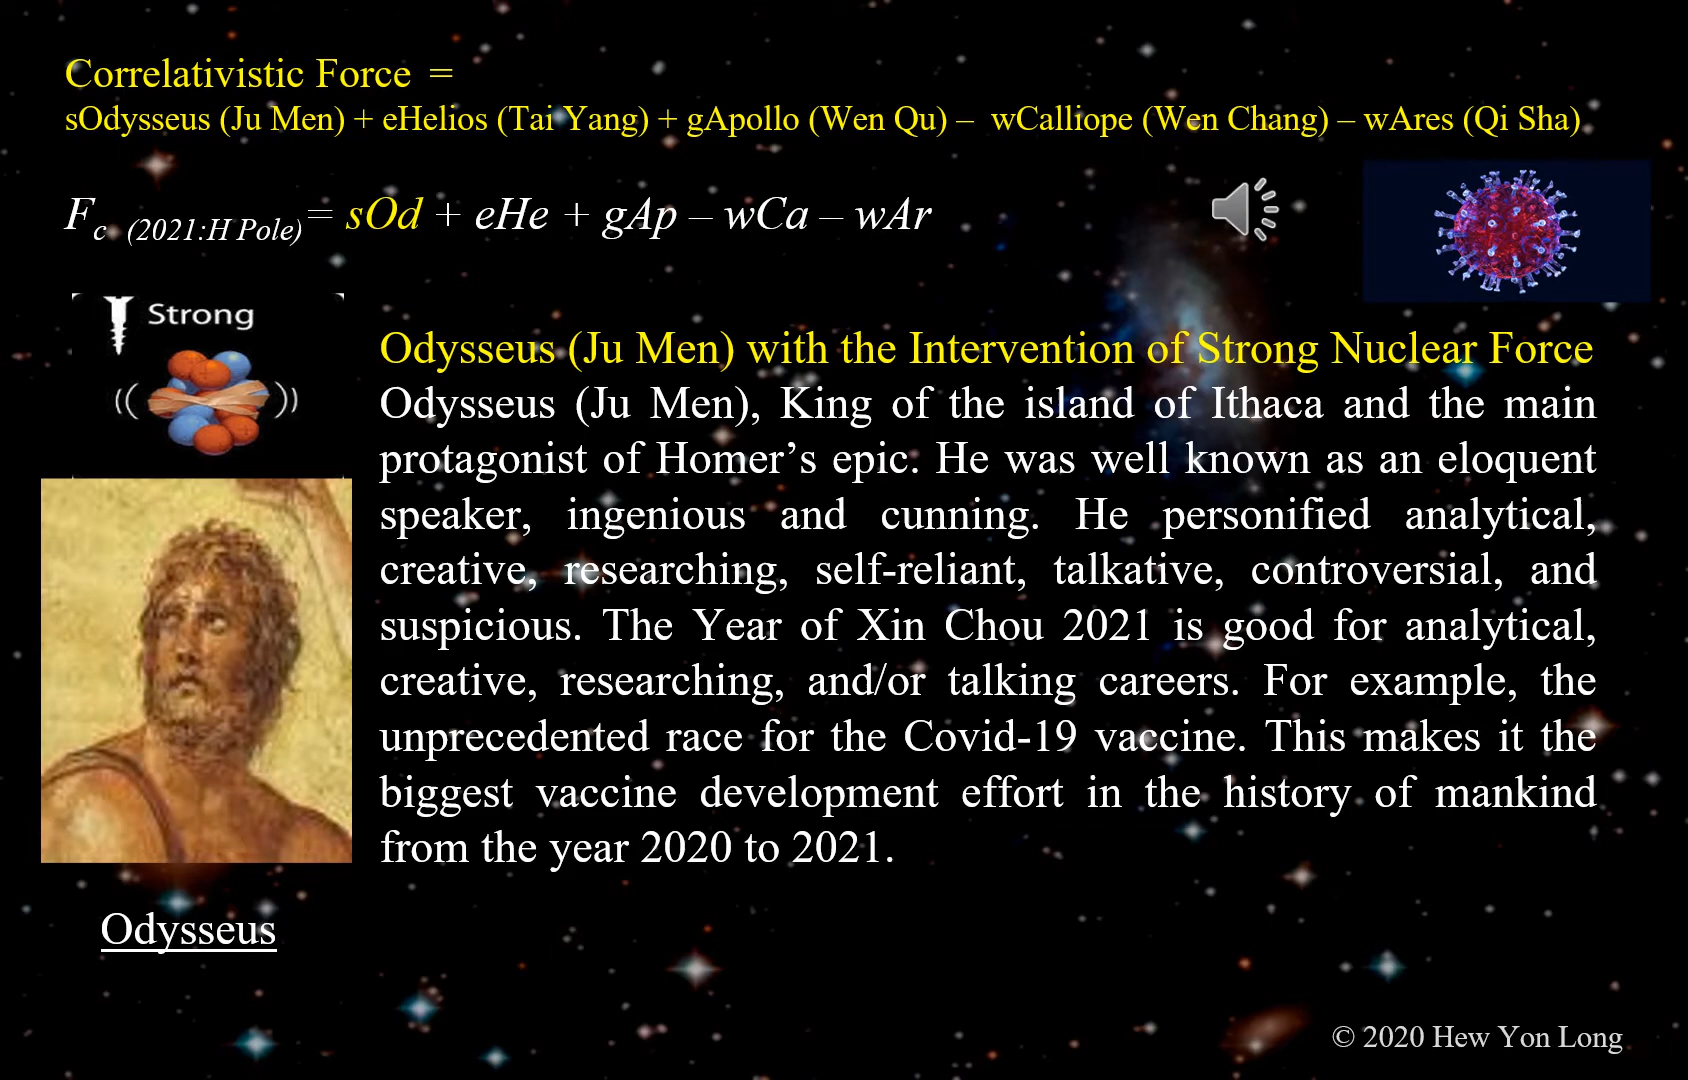 Correlativistic Force =
sOdysseus (Ju Men) + eHelios (Tai Yang) + gApollo (Wen Qu) – wCalliope (Wen Chang) – wAres (Qi Sha)
Fc (2021:H Pole) = sOd + eHe + gAp – wCa – wAr
Strong
Odysseus (Ju Men) with the Intervention of Strong Nuclear Force
Odysseus (Ju Men), King of the island of Ithaca and the main
protagonist of Homer’s epic. He was well known as an eloquent
speaker, ingenious and cunning. He personified analytical,
creative, researching, self-reliant, talkative, controversial, and
suspicious. The Year of Xin Chou 2021 is good for analytical,
creative, researching, and/or talking careers. For example, the
unprecedented race for the Covid-19 vaccine. This makes it the
biggest vaccine development effort in the history of mankind
from the year 2020 to 2021.
Odysseus
© 2020 Hew Yon Long